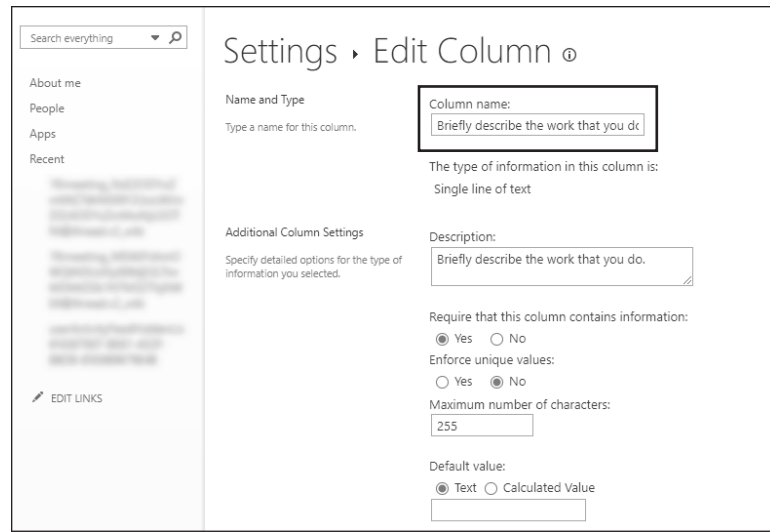 Search everything
About me
People
Apps
Recent
EDIT LINKS
Settings ▸ Edit Column
Name and Type
Type a name for this column.
Column name:
Briefly describe the work that you dc
The type of information in this column is:
Single line of text
Additional Column Settings
Specify detailed options for the type of
information you selected.
Description:
Briefly describe the work that you do.
Require that this column contains information:
Yes No
Enforce unique values:
Yes No
Maximum number of characters:
255
Default value:
Text Calculated Value